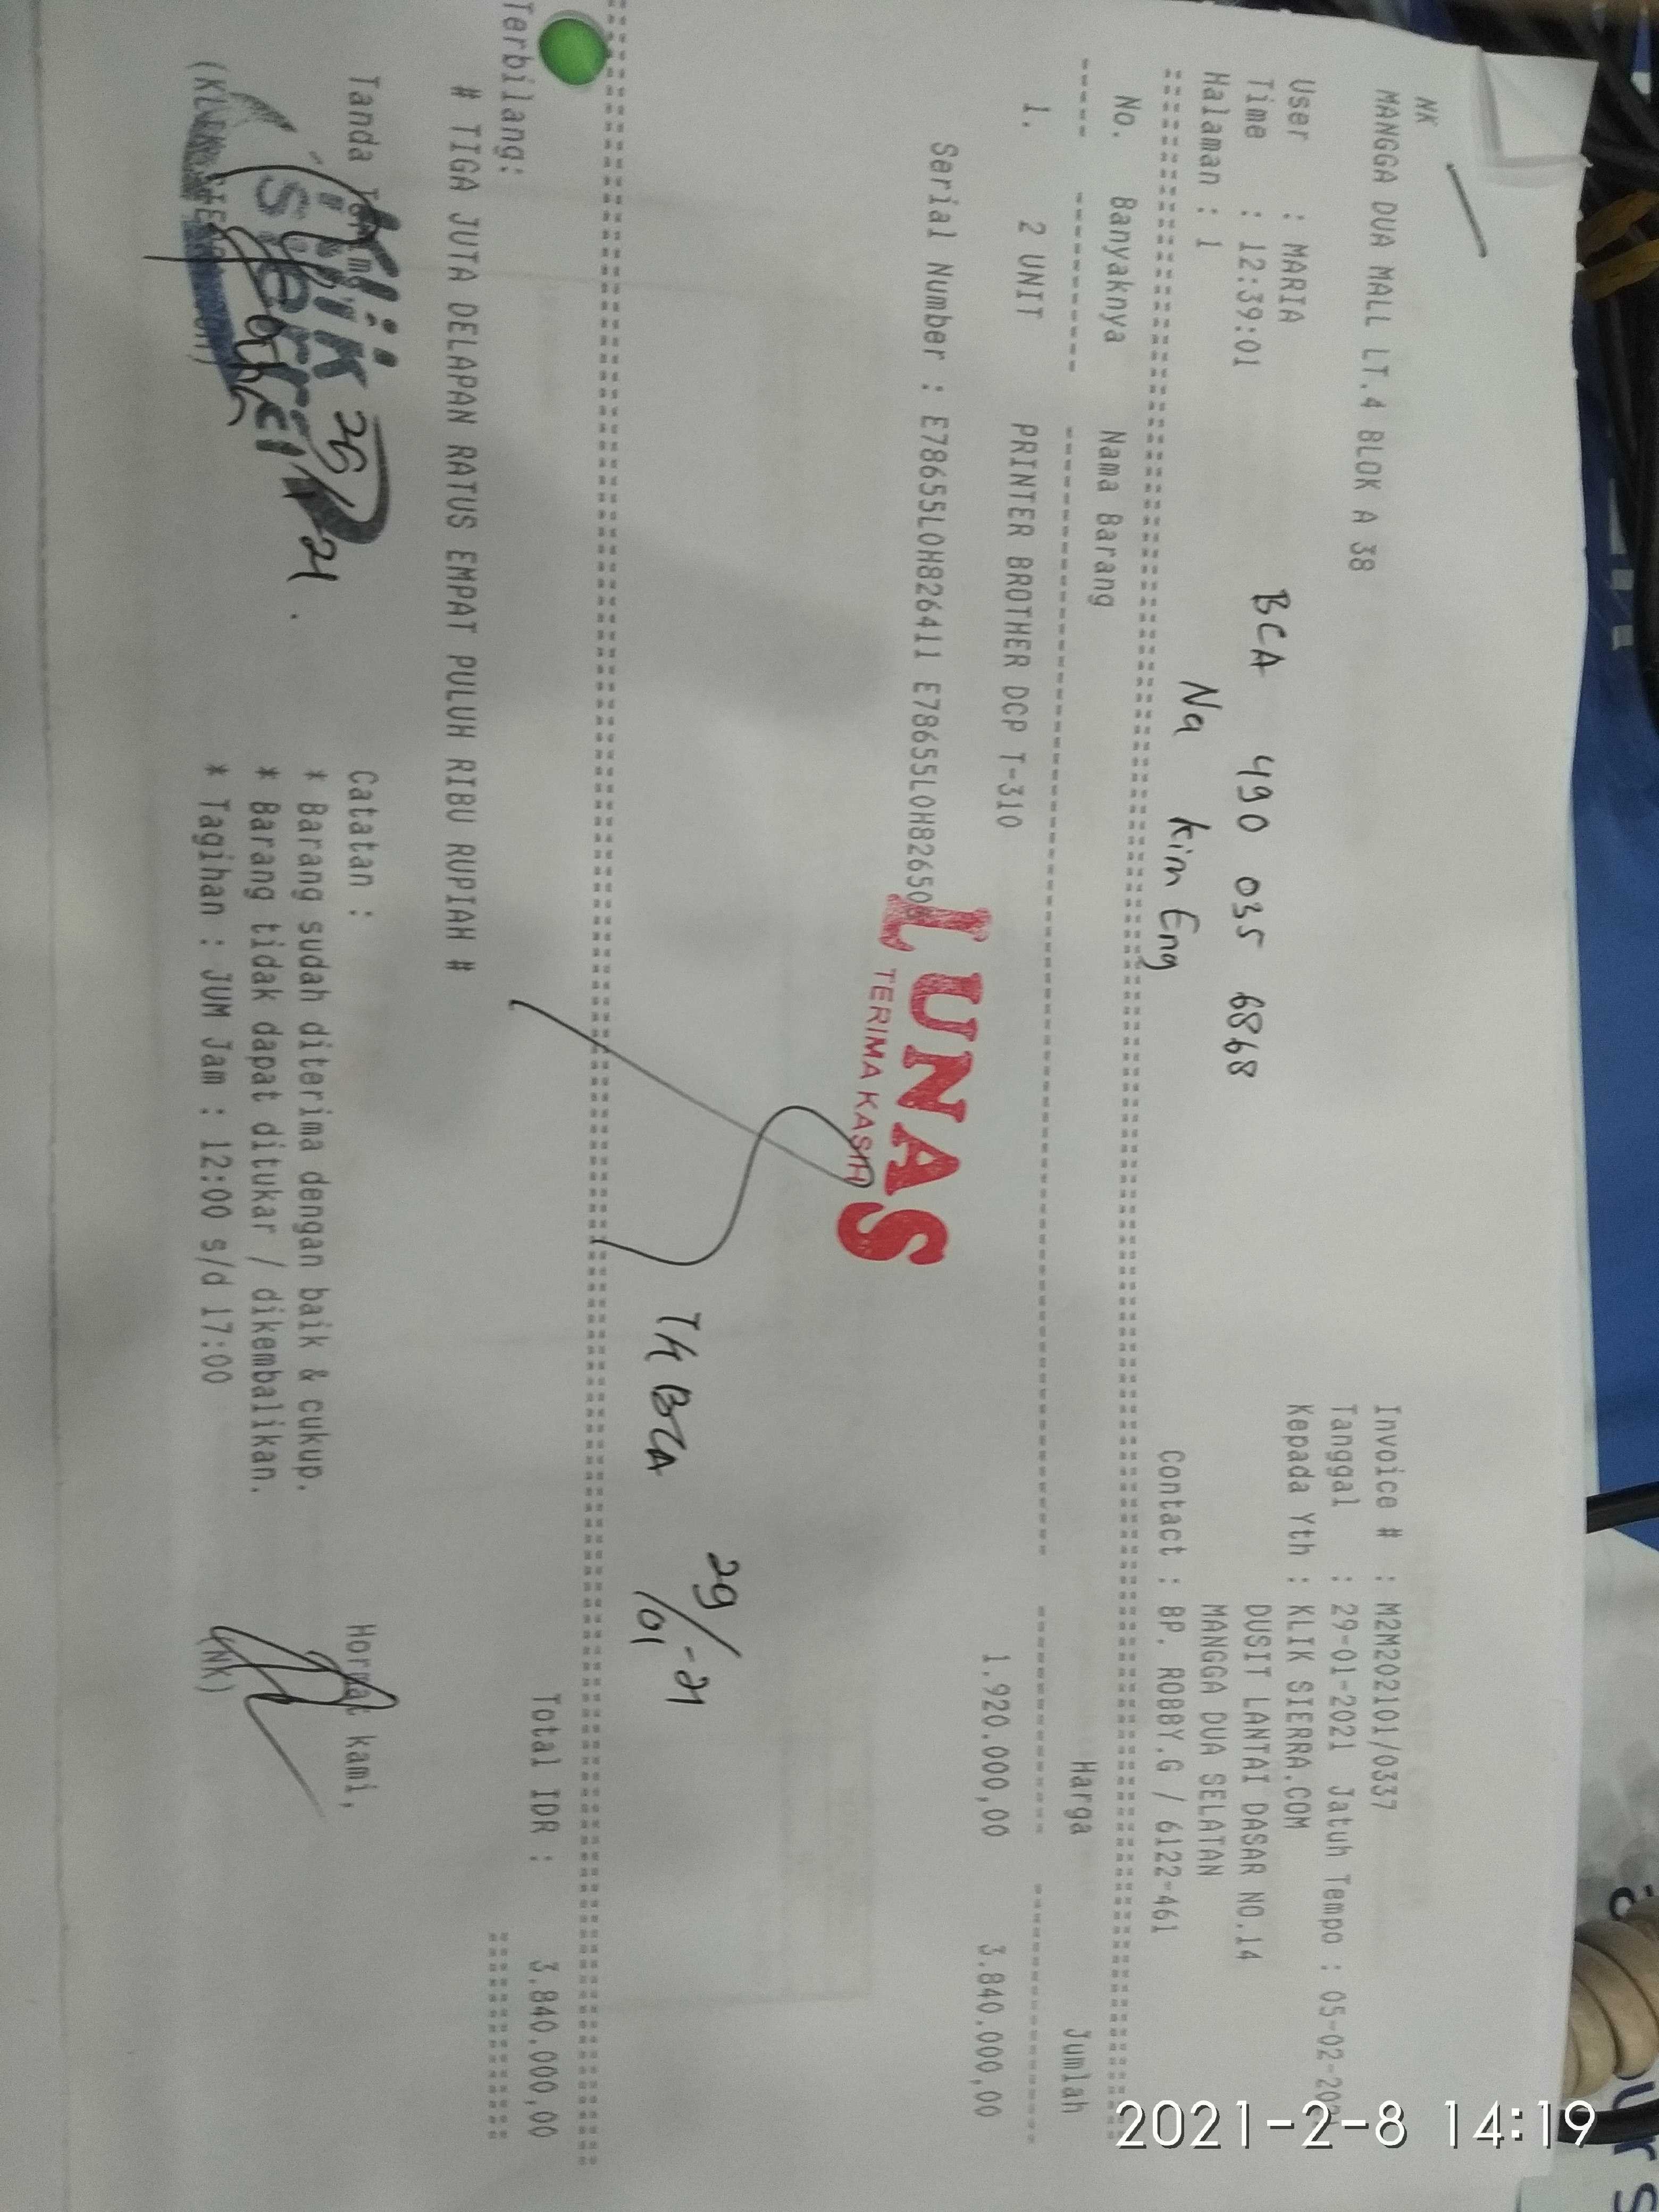 NK
MANGGA DUA MALL LT.4 BLOK A 38
Invoice # : M2M202101/0337
Tanggal : 29-01-2021 Jatuh Tempo : 05-02-2021
User : MARIA
Kepada Yth : KLIK SIERRA.COM
Time : 12:39:01
DUSIT LANTAI DASAR NO.14
Halaman : 1
MANGGA DUA SELATAN
Contact : BP. ROBBY.G / 6122-461
BCA 490 035 6868
Na Kim Eng
No. Banyaknya Nama Barang Harga Jumlah
1. 2 UNIT PRINTER BROTHER DCP T-310 1.920.000,00 3.840.000,00
Serial Number : E78655L0H826411 E78655L0H82650
LUNAS
TERIMA KASIH
29/01-21
TK BCA
Terbilang:
Total IDR : 3.840.000,00
# TIGA JUTA DELAPAN RATUS EMPAT PULUH RIBU RUPIAH #
Tanda
Catatan :
Hormat kami,
* Barang sudah diterima dengan baik & cukup.
* Barang tidak dapat ditukar / dikembalikan.
* Tagihan : JUM Jam : 12:00 s/d 17:00
Klik
Sierra
(NK)
2021-2-8 14:19